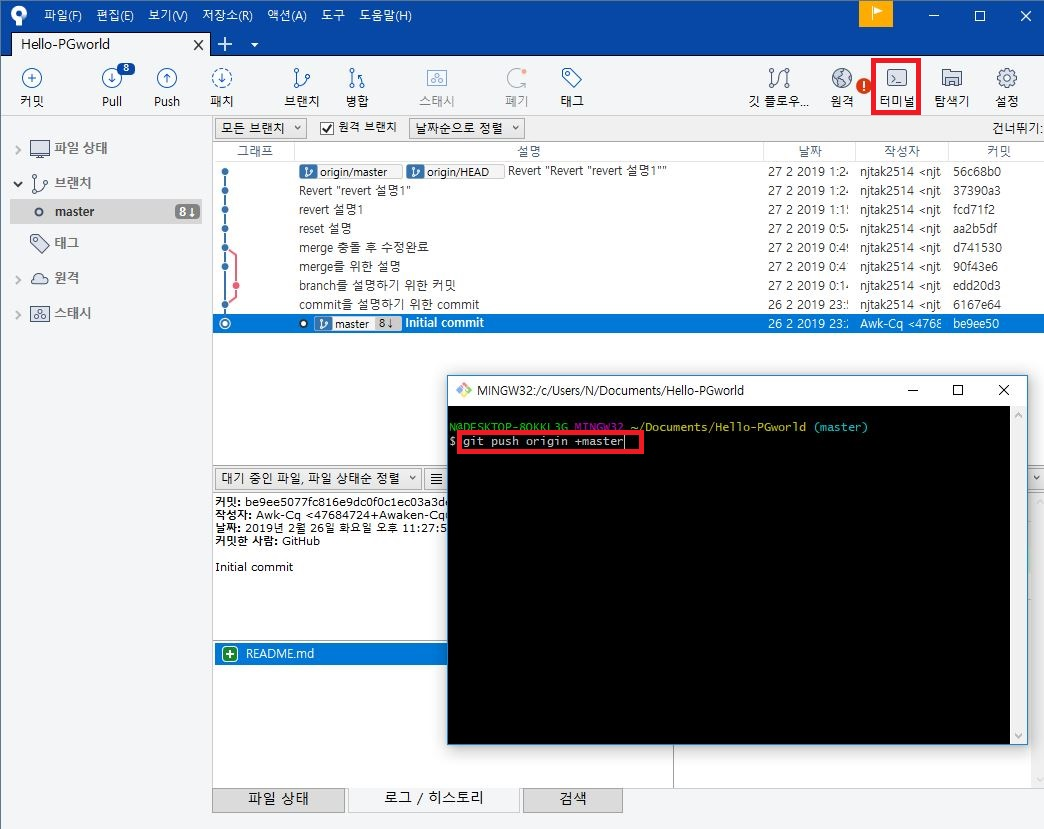 파일(F) 편집(E) 보기(V) 저장소(R) 액션(A) 도구 도움말(H)
Hello-PGworld
8
커밋 Pull Push 패치 브랜치 병합 스태시 폐기 태그 깃 플로우... 원격 터미널 탐색기 설정
모든 브랜치 원격 브랜치 날짜순으로 정렬 건너뛰기:
그래프 설명 날짜 작성자 커밋
파일 상태
브랜치
master 8↓
태그
원격
스태시
origin/master origin/HEAD Revert "Revert "revert 설명1"" 27 2 2019 1:24 njtak2514 <njt 56c68b0
Revert "revert 설명1" 27 2 2019 1:24 njtak2514 <njt 37390a3
revert 설명1 27 2 2019 1:15 njtak2514 <njt fcd71f2
reset 설명 27 2 2019 0:54 njtak2514 <njt aa2b5df
merge 충돌 후 수정완료 27 2 2019 0:49 njtak2514 <njt d741530
merge를 위한 설명 27 2 2019 0:4 njtak2514 <njt 90f43e6
branch를 설명하기 위한 커밋 27 2 2019 0:14 njtak2514 <njt edd20d3
commit을 설명하기 위한 commit 26 2 2019 23: njtak2514 <njt 6167e64
master 8↓ Initial commit 26 2 2019 23: Awk-Cq <4768 be9ee50
MINGW32:/c/Users/N/Documents/Hello-PGworld
N@DESKTOP-8OKKL3G MINGW32 ~/Documents/Hello-PGworld (master)
$ git push origin +master
대기 중인 파일, 파일 상태순 정렬
커밋: be9ee5077fc816e9dc0f0c1ec03a3d
작성자: Awk-Cq <47684724+Awaken-Cq
날짜: 2019년 2월 26일 화요일 오후 11:27:5
커밋한 사람: GitHub
Initial commit
README.md
파일 상태 로그 / 히스토리 검색